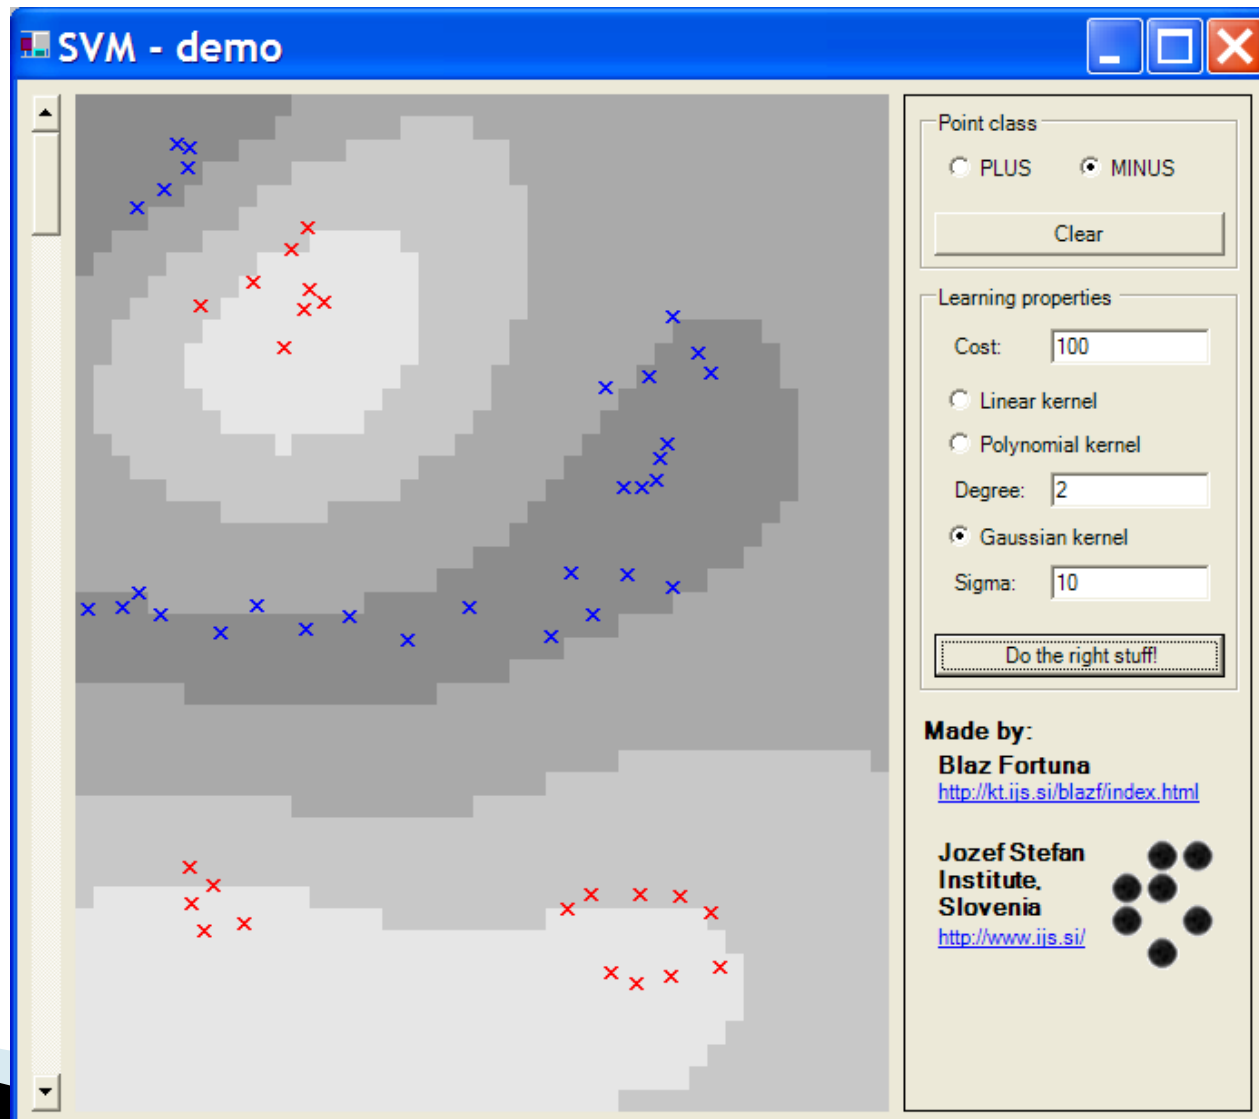 SVM - demo
Point class
PLUS
MINUS
Clear
Learning properties
Cost: 100
Linear kernel
Polynomial kernel
Degree: 2
Gaussian kernel
Sigma: 10
Do the right stuff!
Made by:
Blaz Fortuna
http://kt.ijs.si/blazf/index.html
Jozef Stefan
Institute,
Slovenia
http://www.ijs.si/